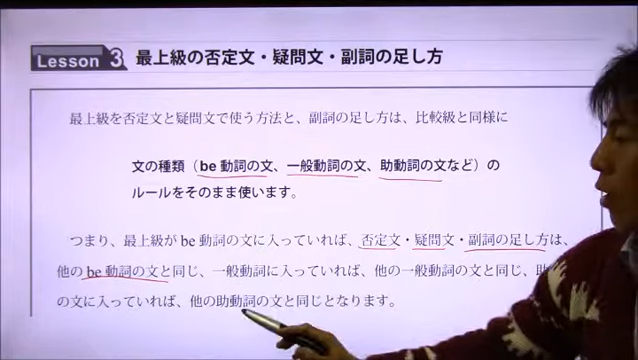 Lesson 3 最上級の否定文・疑問文・副詞の足し方
最上級を否定文と疑問文で使う方法と、副詞の足し方は、比較級と同様に
文の種類（be 動詞の文、一般動詞の文、助動詞の文など）の
ルールをそのまま使います。
つまり、最上級が be 動詞の文に入っていれば、否定文・疑問文・副詞の足し方は、
他の be 動詞の文と同じ、一般動詞に入っていれば、他の一般動詞の文と同じ、助
の文に入っていれば、他の助動詞の文と同じとなります。